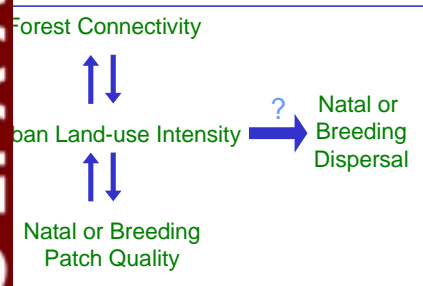 Forest Connectivity
ban Land-use Intensity
?
Natal or
Breeding
Dispersal
Natal or Breeding
Patch Quality